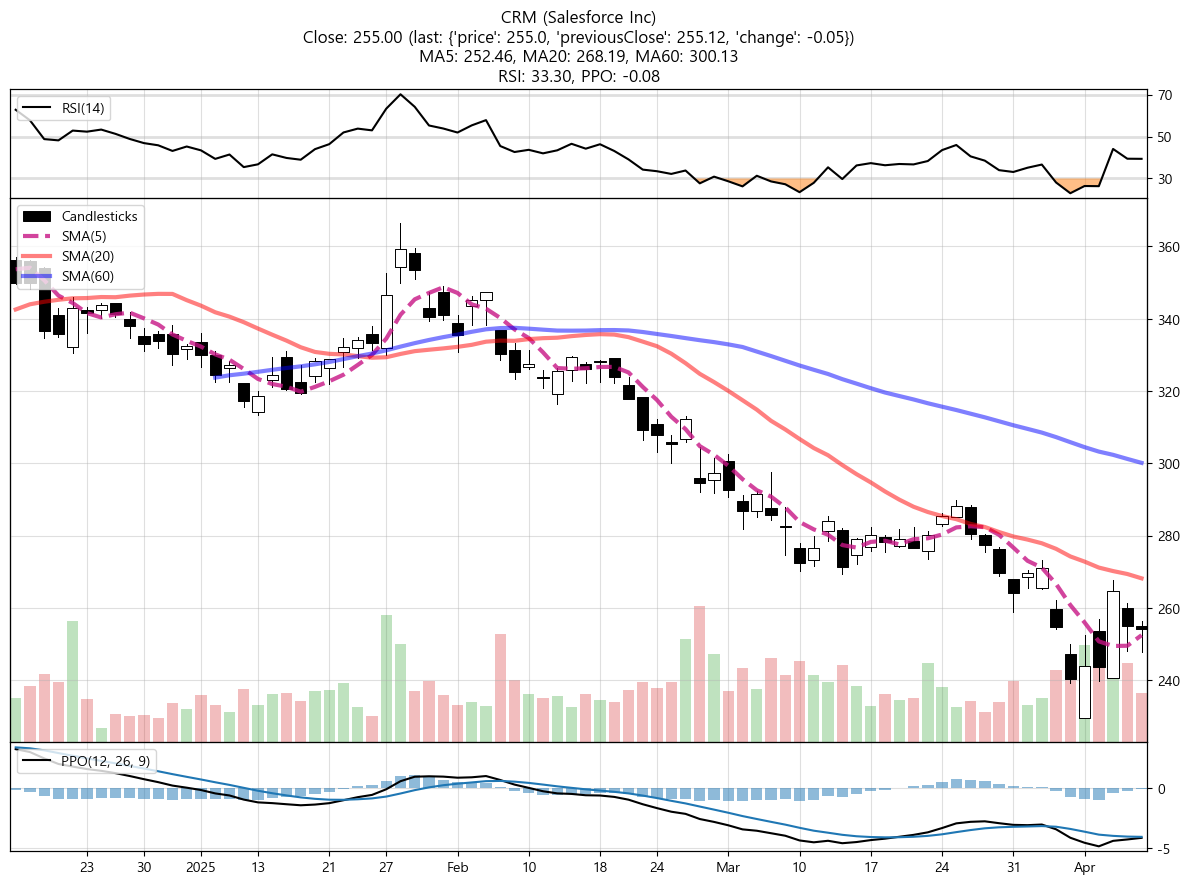 CRM (Salesforce Inc)
Close: 255.00 (last: {'price': 255.0, 'previousClose': 255.12, 'change': -0.05})
MA5: 252.46, MA20: 268.19, MA60: 300.13
RSI: 33.30, PPO: -0.08
RSI(14)
70
50
30
Candlesticks
SMA(5)
SMA(20)
SMA(60)
360
340
320
300
280
260
240
PPO(12, 26, 9)
0
-5
23 30 2025 13 21 27 Feb 10 18 24 Mar 10 17 24 31 Apr